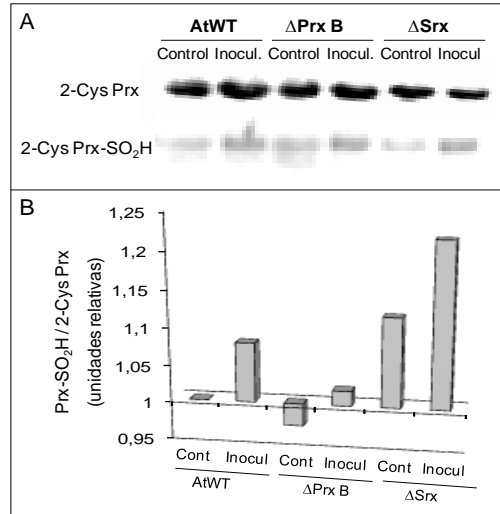 A
AtWT ΔPrx B ΔSrx
Control Inocul. Control Inocul. Control Inocul
2-Cys Prx
2-Cys Prx-SO₂H
B
Prx-SO₂H / 2-Cys Prx
(unidades relativas)
1,25
1,2
1,15
1,1
1,05
1
0,95
Cont Inocul Cont Inocul Cont Inocul
AtWT ΔPrx B ΔSrx